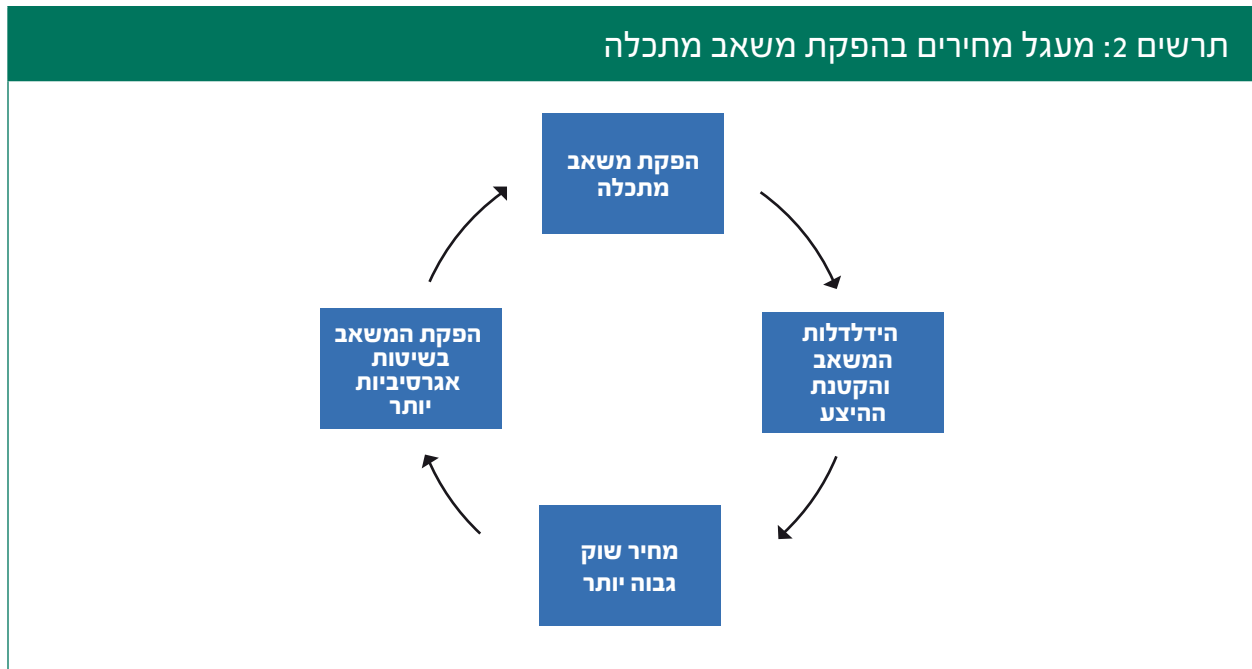 תרשים 2: מעגל מחירים בהפקת משאב מתכלה
הפקת משאב
מתכלה
הידלדלות
המשאב
והקטנת
ההיצע
מחיר שוק
גבוה יותר
הפקת המשאב
בשיטות
אגרסיביות
יותר